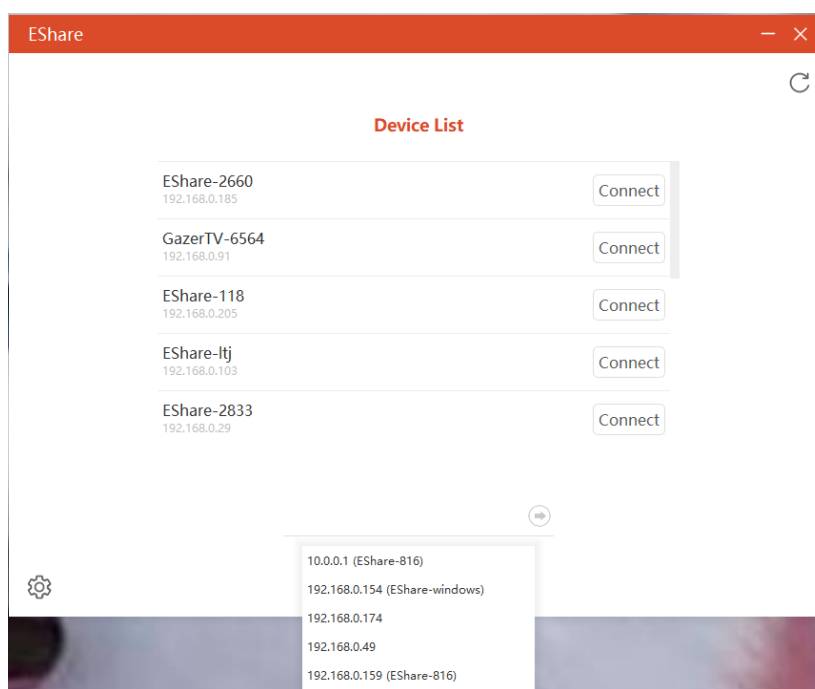 EShare
Device List
EShare-2660
192.168.0.185
Connect
GazerTV-6564
192.168.0.91
Connect
EShare-118
192.168.0.205
Connect
EShare-ltj
192.168.0.103
Connect
EShare-2833
192.168.0.29
Connect
10.0.0.1 (EShare-816)
192.168.0.154 (EShare-windows)
192.168.0.174
192.168.0.49
192.168.0.159 (EShare-816)